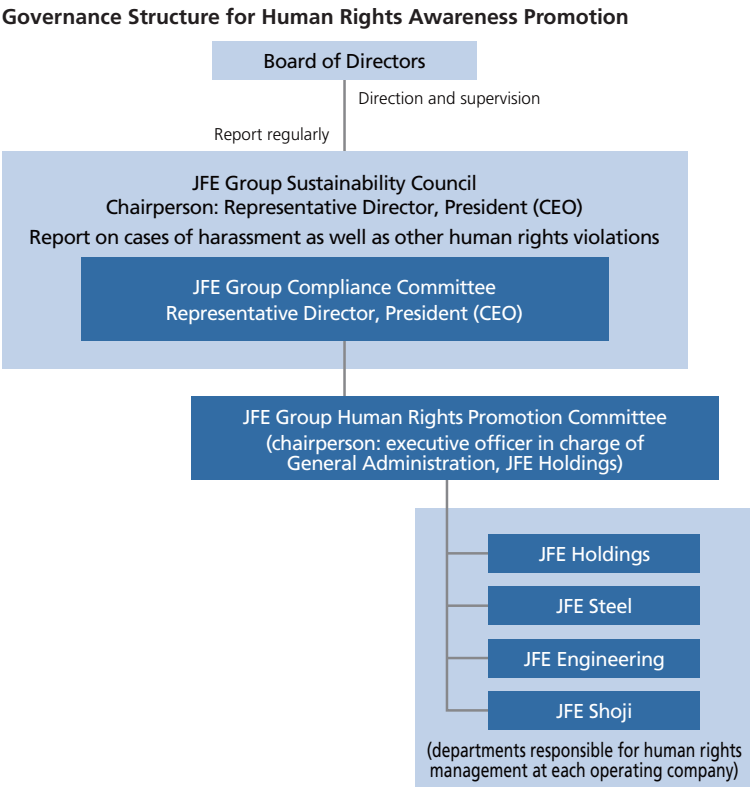 Governance Structure for Human Rights Awareness Promotion
Board of Directors
Direction and supervision
Report regularly
JFE Group Sustainability Council
Chairperson: Representative Director, President (CEO)
Report on cases of harassment as well as other human rights violations
JFE Group Compliance Committee
Representative Director, President (CEO)
JFE Group Human Rights Promotion Committee
(chairperson: executive officer in charge of
General Administration, JFE Holdings)
JFE Holdings
JFE Steel
JFE Engineering
JFE Shoji
(departments responsible for human rights
management at each operating company)